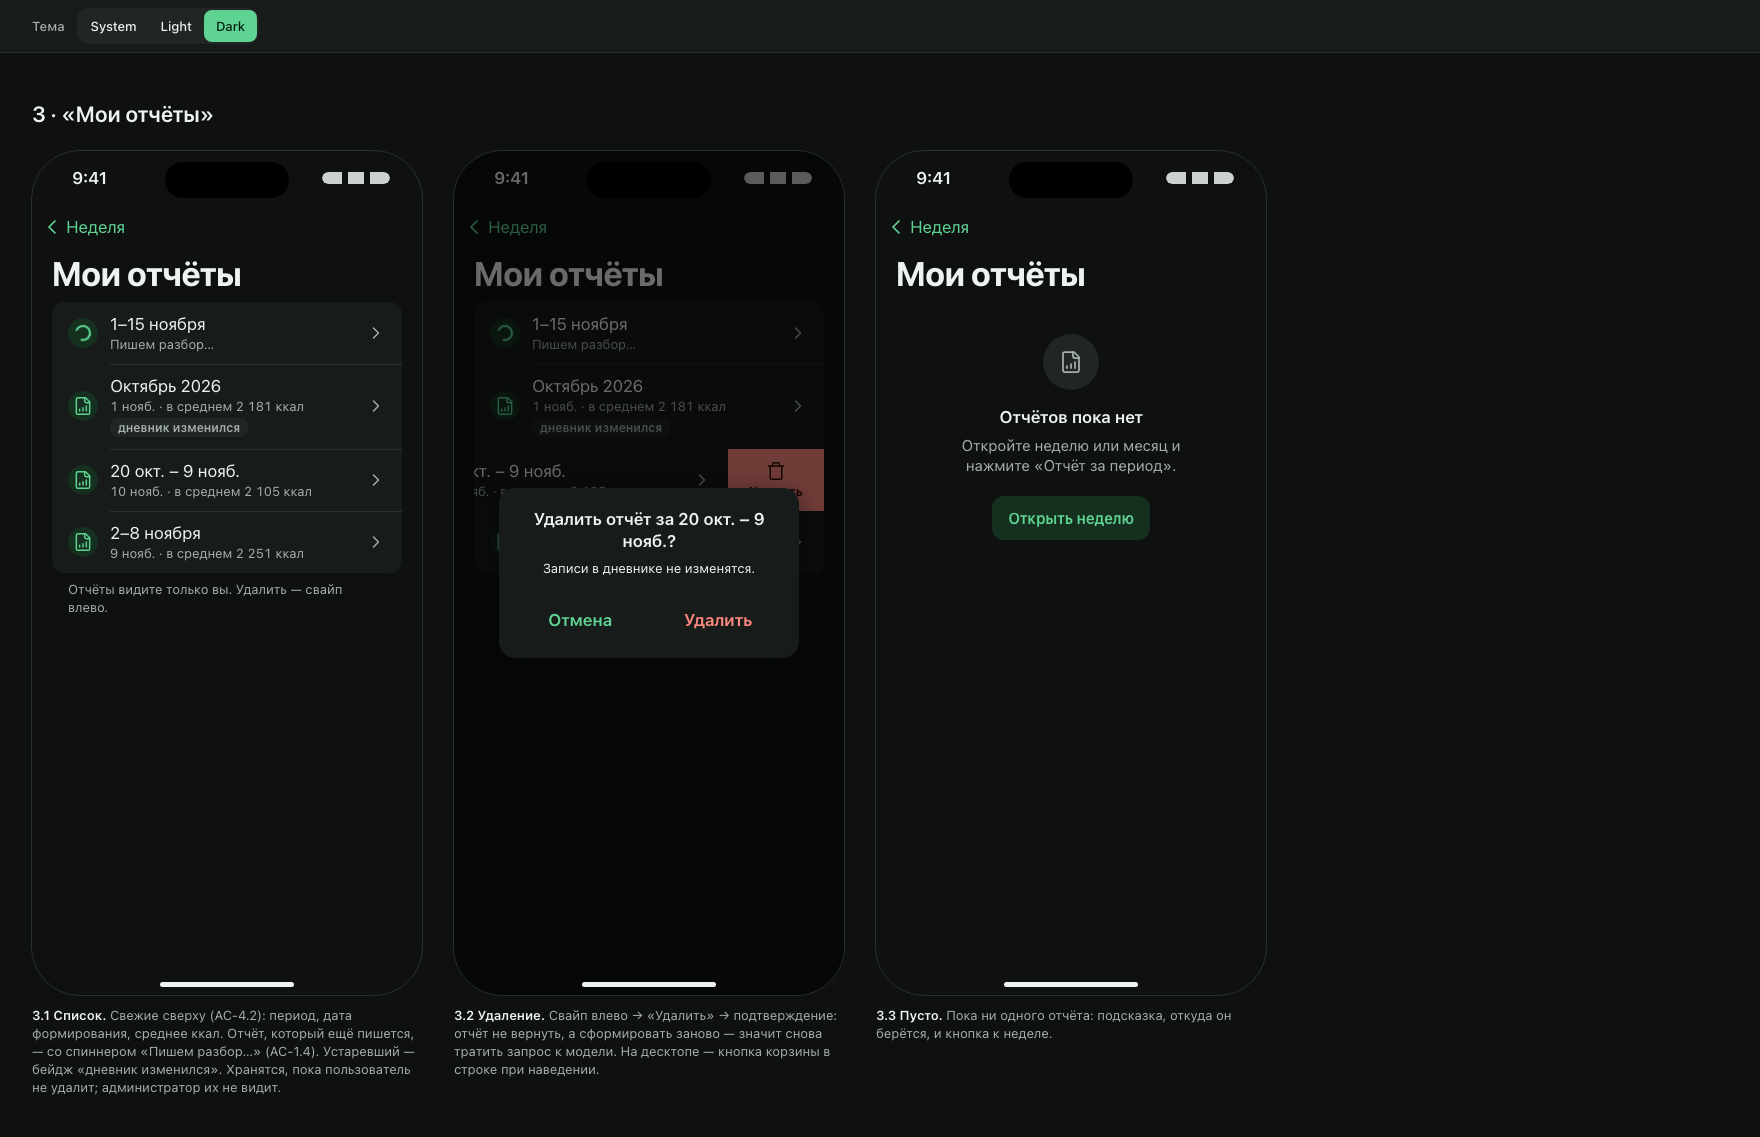 Тема System Light Dark
3 · «Мои отчёты»
9:41
Неделя
Мои отчёты
1–15 ноября
Пишем разбор…
Октябрь 2026
1 нояб. · в среднем 2 181 ккал
дневник изменился
20 окт. – 9 нояб.
10 нояб. · в среднем 2 105 ккал
2–8 ноября
9 нояб. · в среднем 2 251 ккал
Отчёты видите только вы. Удалить — свайп
влево.
3.1 Список. Свежие сверху (АС-4.2): период, дата
формирования, среднее ккал. Отчёт, который ещё пишется,
— со спиннером «Пишем разбор…» (АС-1.4). Устаревший —
бейдж «дневник изменился». Хранятся, пока пользователь
не удалит; администратор их не видит.
9:41
Неделя
Мои отчёты
1–15 ноября
Пишем разбор…
Октябрь 2026
1 нояб. · в среднем 2 181 ккал
дневник изменился
кт. – 9 нояб.
Удалить отчёт за 20 окт. – 9
нояб.?
Записи в дневнике не изменятся.
Отмена Удалить
3.2 Удаление. Свайп влево → «Удалить» → подтверждение:
отчёт не вернуть, а сформировать заново — значит снова
тратить запрос к модели. На десктопе — кнопка корзины в
строке при наведении.
9:41
Неделя
Мои отчёты
Отчётов пока нет
Откройте неделю или месяц и
нажмите «Отчёт за период».
Открыть неделю
3.3 Пусто. Пока ни одного отчёта: подсказка, откуда он
берётся, и кнопка к неделе.